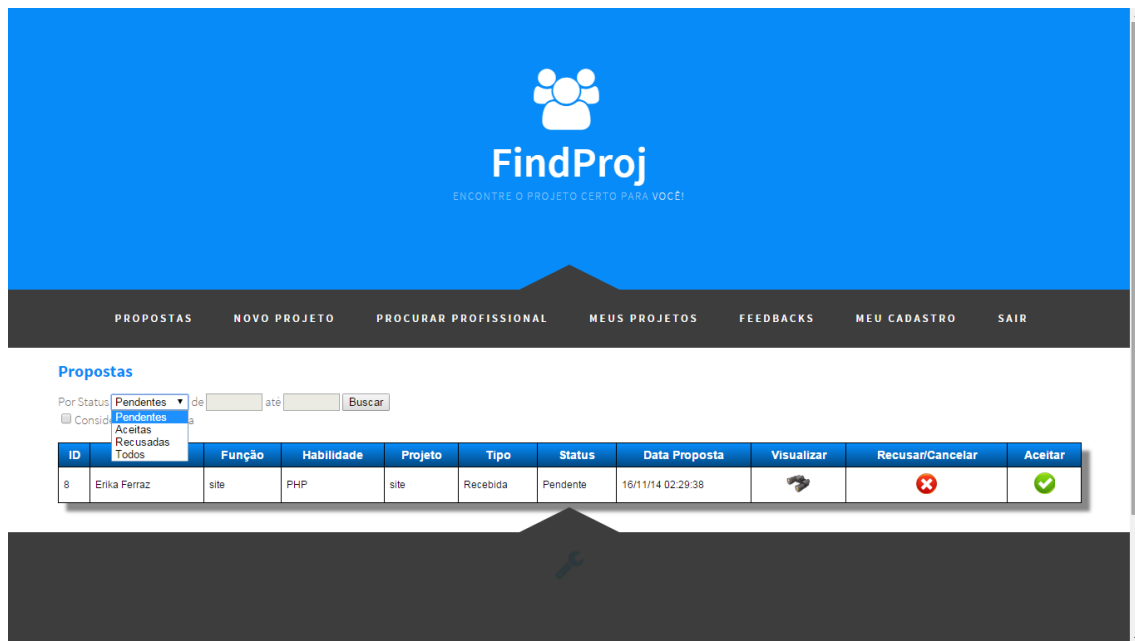 FindProj
ENCONTRE O PROJETO CERTO PARA VOCÊ!
PROPOSTAS NOVO PROJETO PROCURAR PROFISSIONAL MEUS PROJETOS FEEDBACKS MEU CADASTRO SAIR
Propostas
Por Status Pendentes de até Buscar
Pendentes
Aceitas
Recusadas
Todos
ID Função Habilidade Projeto Tipo Status Data Proposta Visualizar Recusar/Cancelar Aceitar
8 Erika Ferraz site PHP site Recebida Pendente 16/11/14 02:29:38